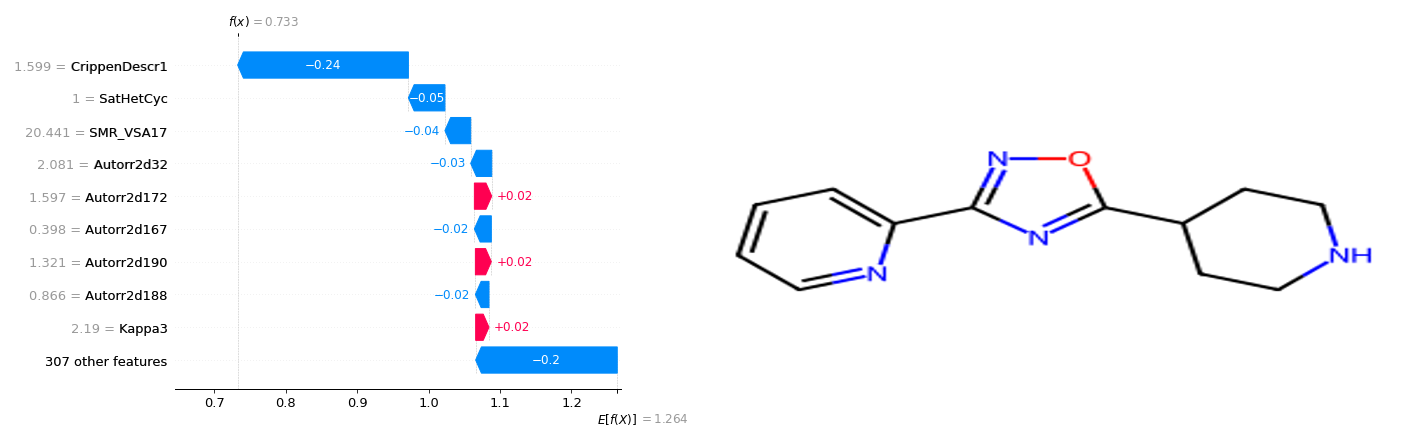 f(x) = 0.733
1.599 = CrippenDescr1
−0.24
1 = SatHetCyc
−0.05
20.441 = SMR_VSA17
−0.04
2.081 = Autorr2d32
−0.03
1.597 = Autorr2d172
+0.02
0.398 = Autorr2d167
−0.02
1.321 = Autorr2d190
+0.02
0.866 = Autorr2d188
−0.02
2.19 = Kappa3
+0.02
307 other features
−0.2
0.7 0.8 0.9 1.0 1.1 1.2
E[f(X)] = 1.264
N O
N
N
NH